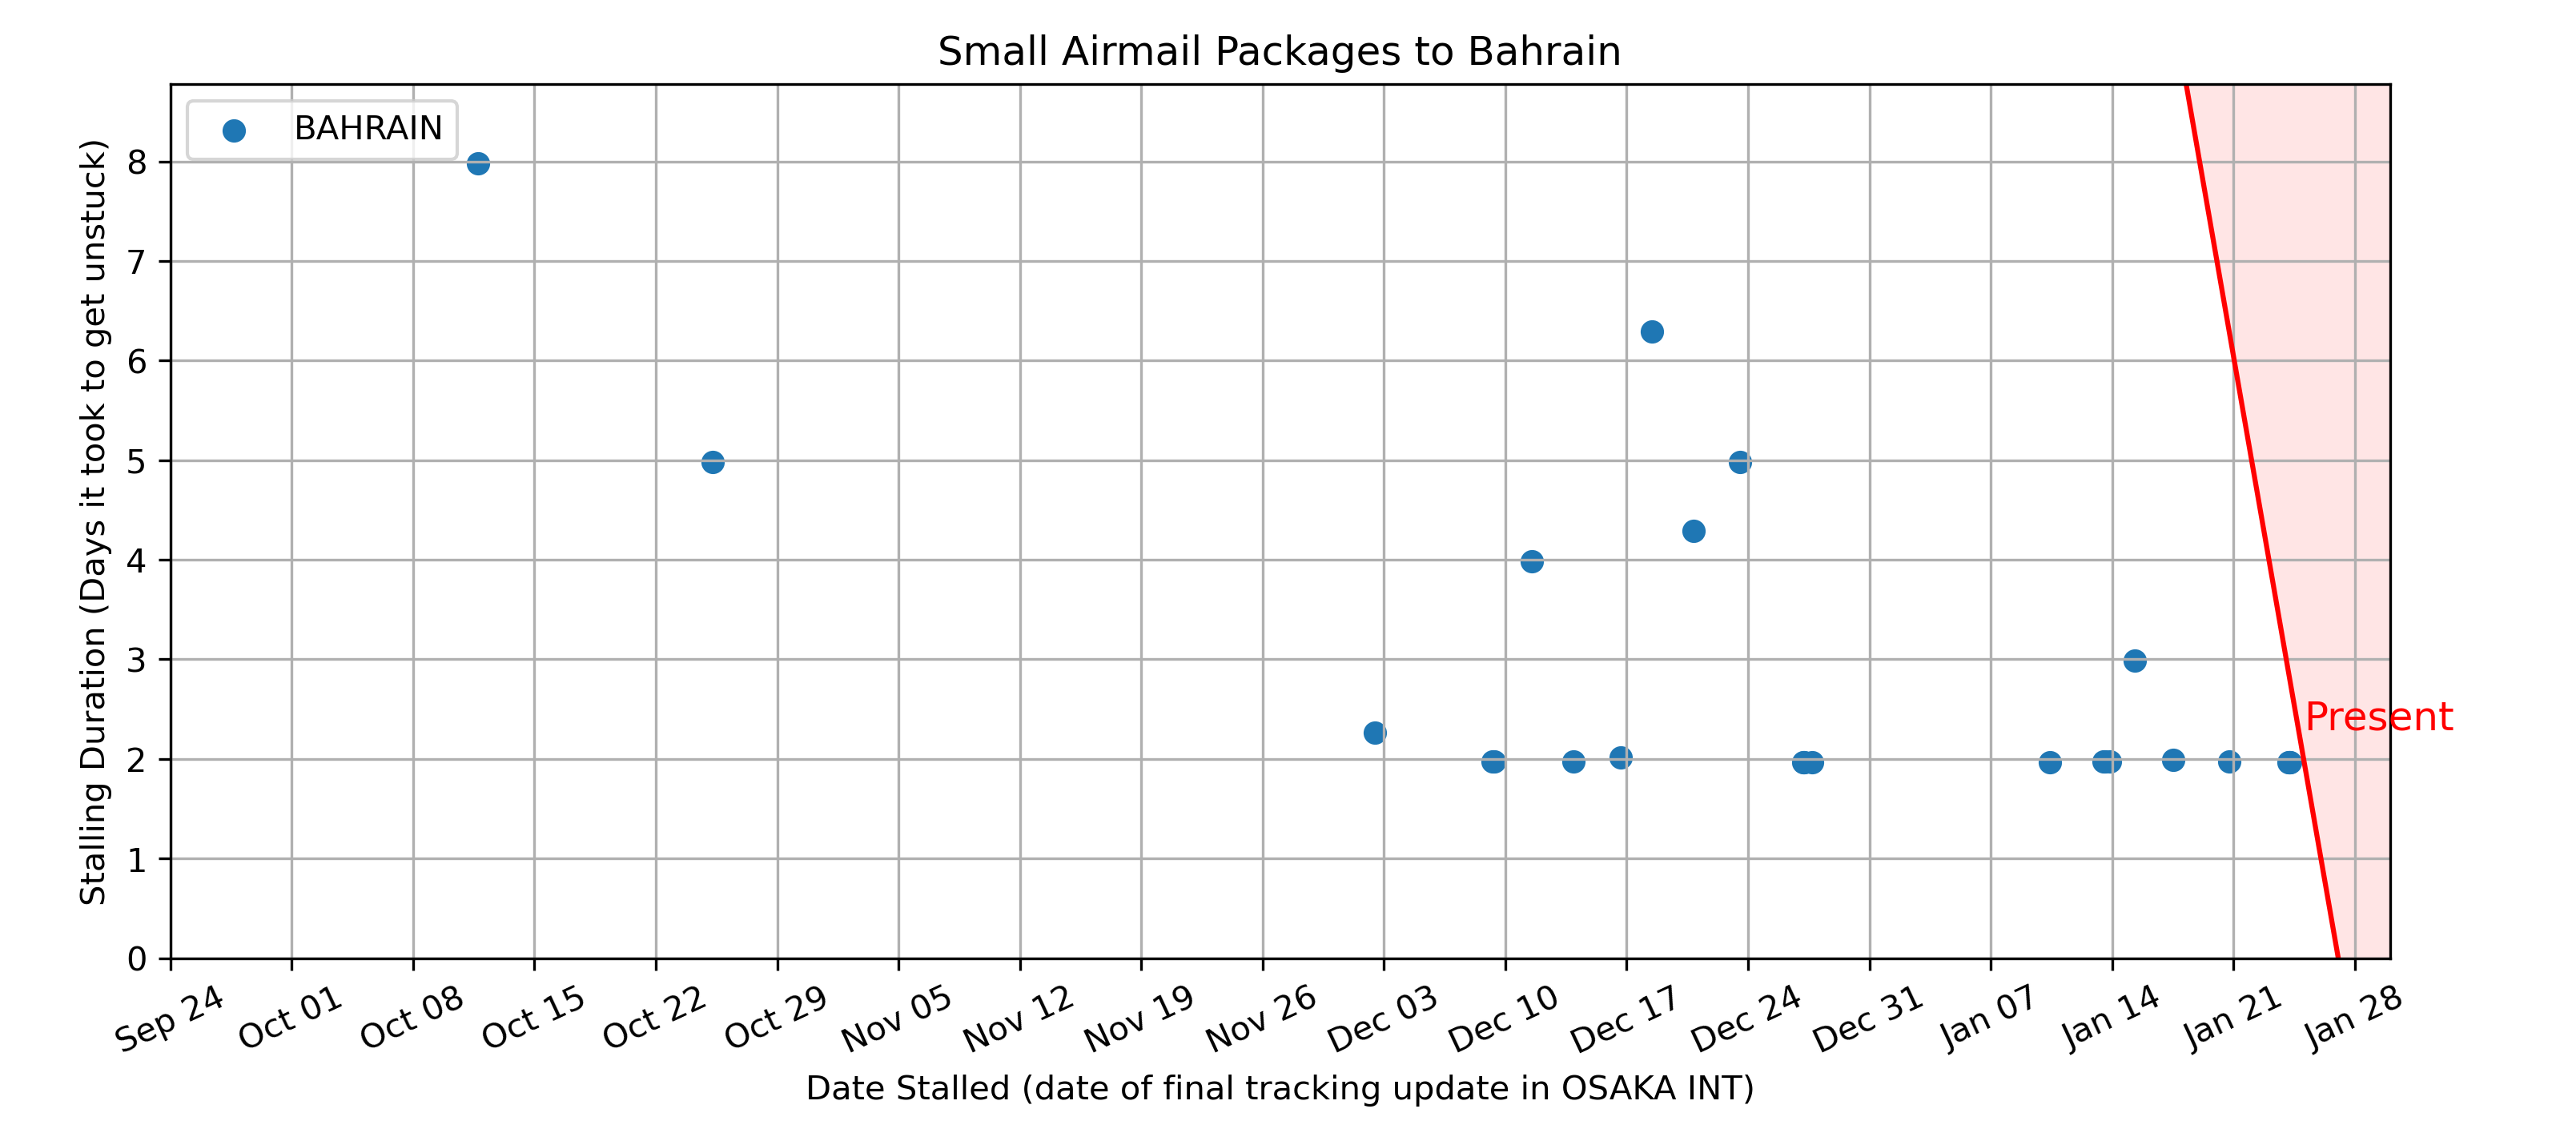 Small Airmail Packages to Bahrain
BAHRAIN
Stalling Duration (Days it took to get unstuck)
8
7
6
5
4
3
2
1
0
Present
Sep 24 Oct 01 Oct 08 Oct 15 Oct 22 Oct 29 Nov 05 Nov 12 Nov 19 Nov 26 Dec 03 Dec 10 Dec 17 Dec 24 Dec 31 Jan 07 Jan 14 Jan 21 Jan 28
Date Stalled (date of final tracking update in OSAKA INT)